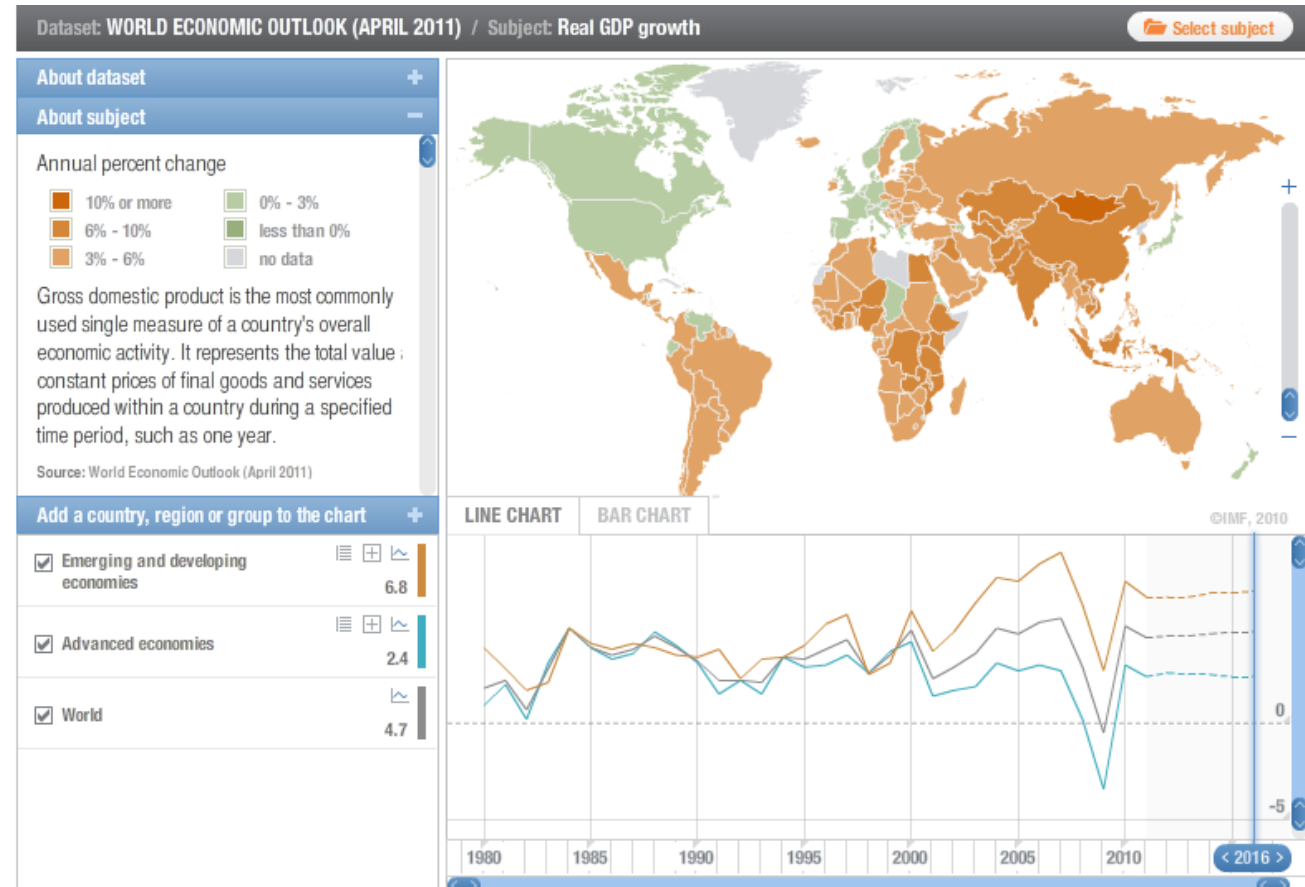 Dataset: WORLD ECONOMIC OUTLOOK (APRIL 2011) / Subject: Real GDP growth
Select subject
About dataset
About subject
Annual percent change
10% or more
0% - 3%
6% - 10%
less than 0%
3% - 6%
no data
Gross domestic product is the most commonly
used single measure of a country's overall
economic activity. It represents the total value
constant prices of final goods and services
produced within a country during a specified
time period, such as one year.
Source: World Economic Outlook (April 2011)
Add a country, region or group to the chart
Emerging and developing
economies
6.8
Advanced economies
2.4
World
4.7
+
−
LINE CHART
BAR CHART
©IMF, 2010
0
-5
1980 1985 1990 1995 2000 2005 2010 < 2016 >